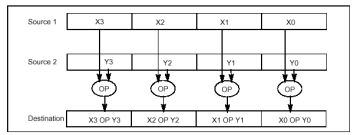 Source 1 X3 X2 X1 X0
Source 2 Y3 Y2 Y1 Y0
OP OP OP OP
Destination X3 OP Y3 X2 OP Y2 X1 OP Y1 X0 OP Y0